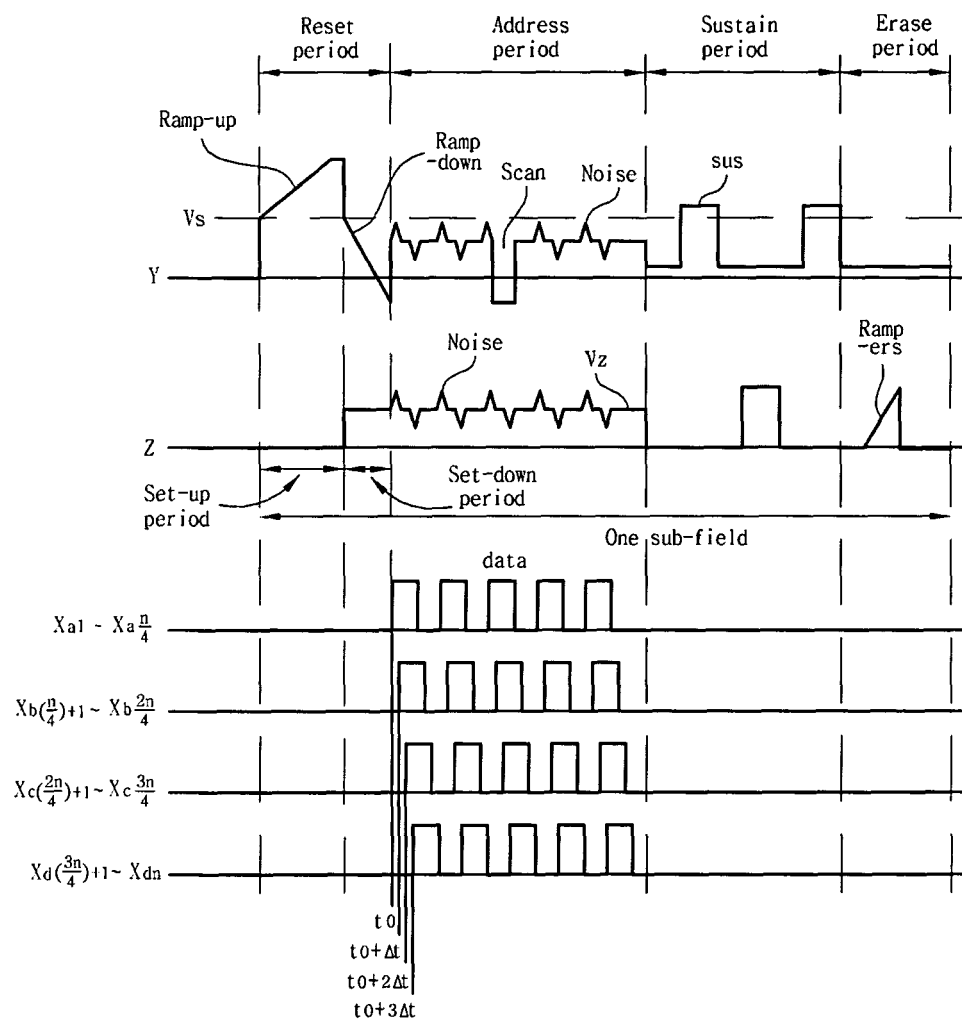 Reset period
Address period
Sustain period
Erase period
Ramp-up
Ramp -down
Scan
Noise
sus
Vs
Y
Noise
Vz
Ramp -ers
Z
Set-up period
Set-down period
One sub-field
data
Xa1 ~ Xa n/4
Xb(n/4)+1 ~ Xb 2n/4
Xc(2n/4)+1 ~ Xc 3n/4
Xd(3n/4)+1 ~ Xdn
t0
t0+Δt
t0+2Δt
t0+3Δt